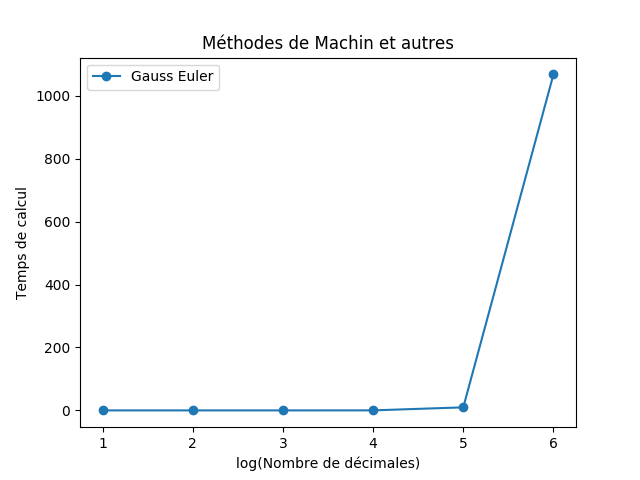 Méthodes de Machin et autres
Gauss Euler
1000
800
600
400
200
0
Temps de calcul
1 2 3 4 5 6
log(Nombre de décimales)